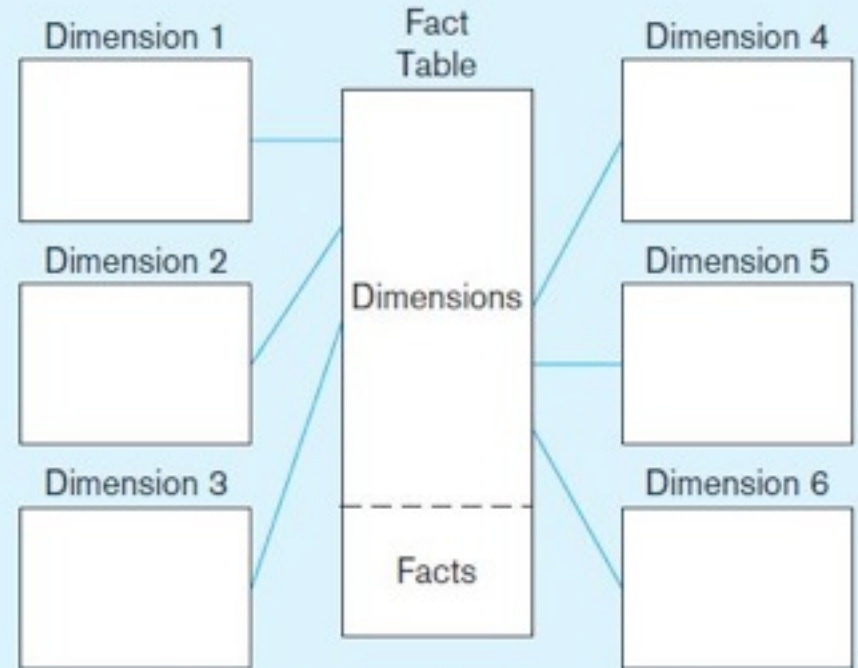 Dimension 1
Fact
Table
Dimension 4
Dimension 2
Dimensions
Dimension 5
Dimension 3
Dimension 6
Facts